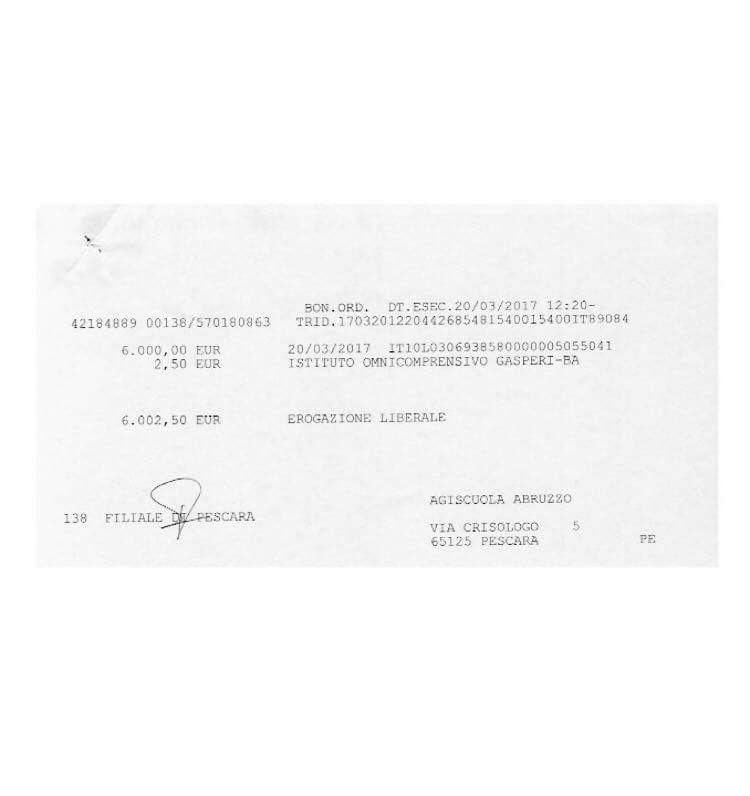 BON.ORD. DT.ESEC.20/03/2017 12:20-
42184889 00138/570180863 TRID.1703201220442685481540015400IT89084
6.000,00 EUR 20/03/2017 IT10L0306938580000005055041
2,50 EUR ISTITUTO OMNICOMPRENSIVO GASPERI-BA
6.002,50 EUR EROGAZIONE LIBERALE
AGISCUOLA ABRUZZO
138 FILIALE DI PESCARA
VIA CRISOLOGO 5
65125 PESCARA PE